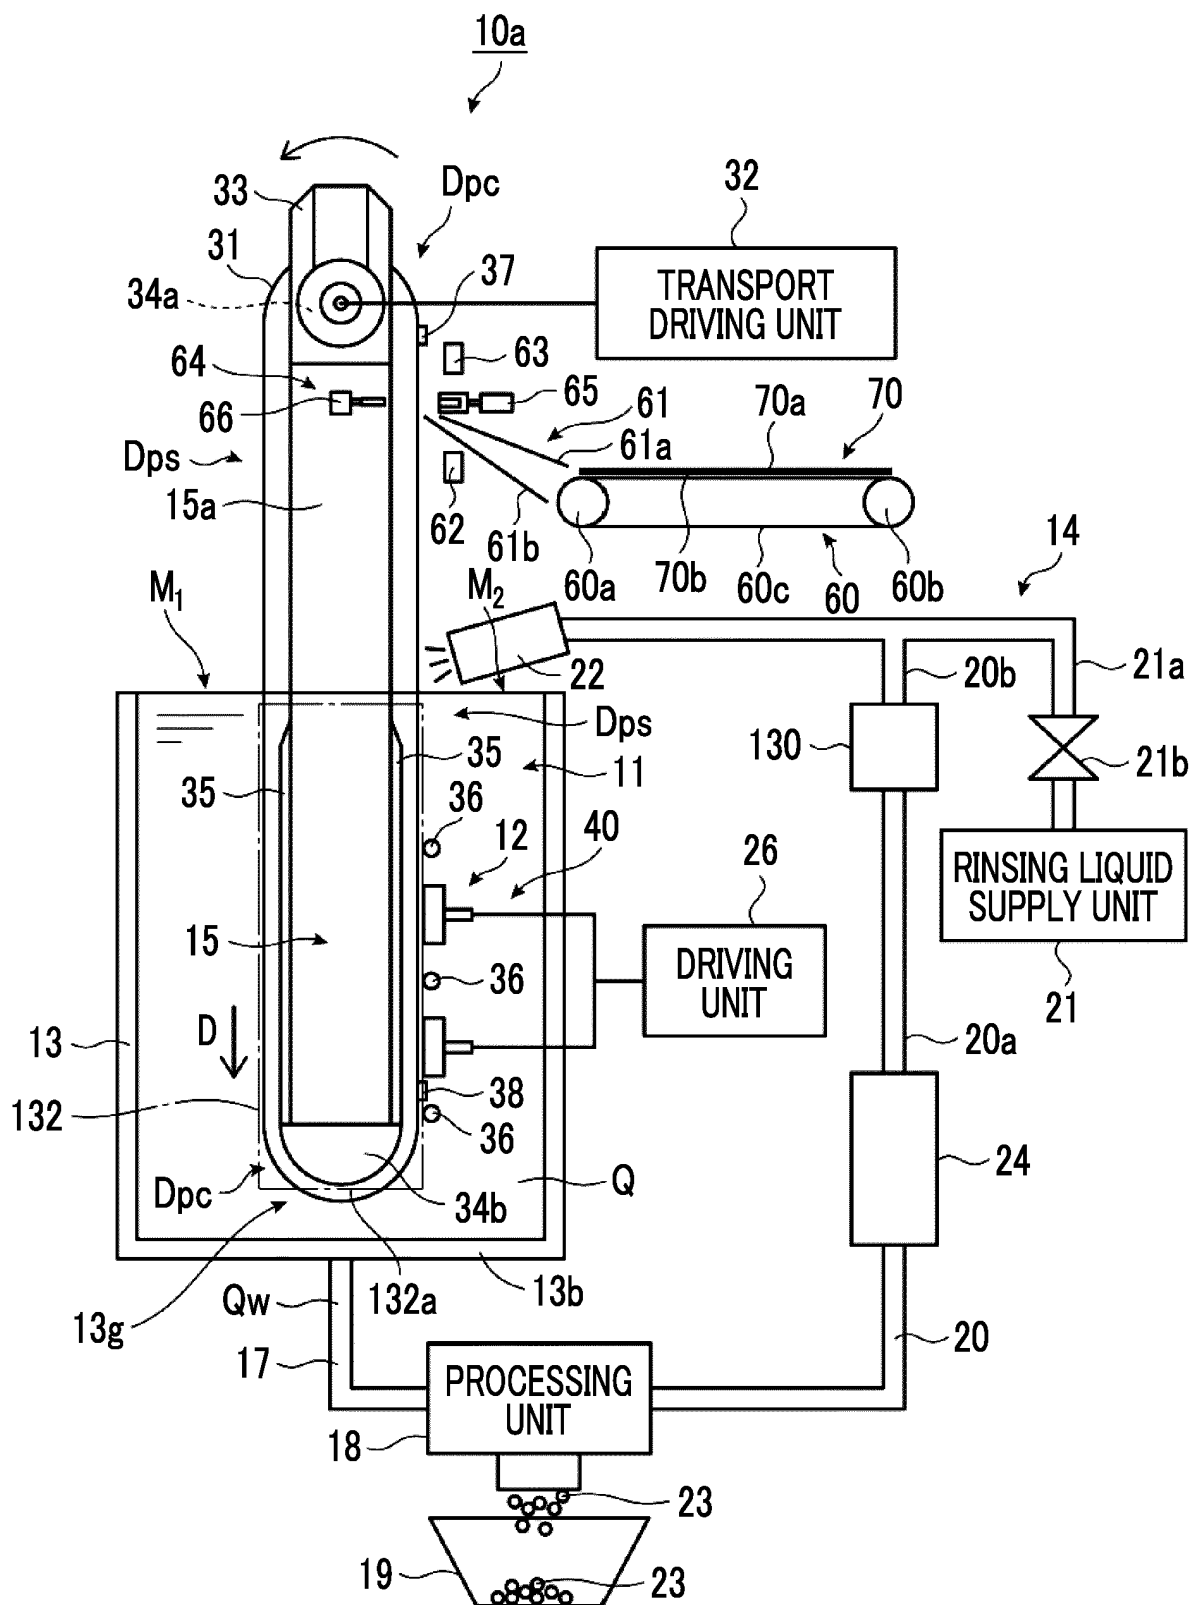 10a
33
Dpc
32
31
37
TRANSPORT
DRIVING UNIT
34a
63
64
65
61
70a
70
66
61a
Dps
15a
62
61b
60a
70b
60c
60
60b
14
M1
M2
22
20b
21a
Dps
130
35
11
21b
35
36
12
40
26
RINSING LIQUID
SUPPLY UNIT
15
36
DRIVING
UNIT
21
D
13
20a
38
132
36
24
Dpc
34b
Q
Qw
132a
13b
13g
20
17
PROCESSING
UNIT
18
23
19
23